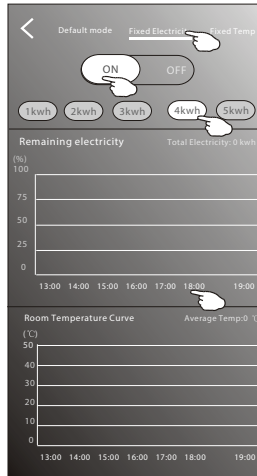 Default mode Fixed Electrici Fixed Temp
ON OFF
1kwh 2kwh 3kwh 4kwh 5kwh
Remaining electricity Total Electricity: 0 kwh
(%)
100
75
50
25
0
13:00 14:00 15:00 16:00 17:00 18:00 19:00
Room Temperature Curve Average Temp:0 ℃
(℃)
50
40
30
20
10
0
13:00 14:00 15:00 16:00 17:00 18:00 19:00